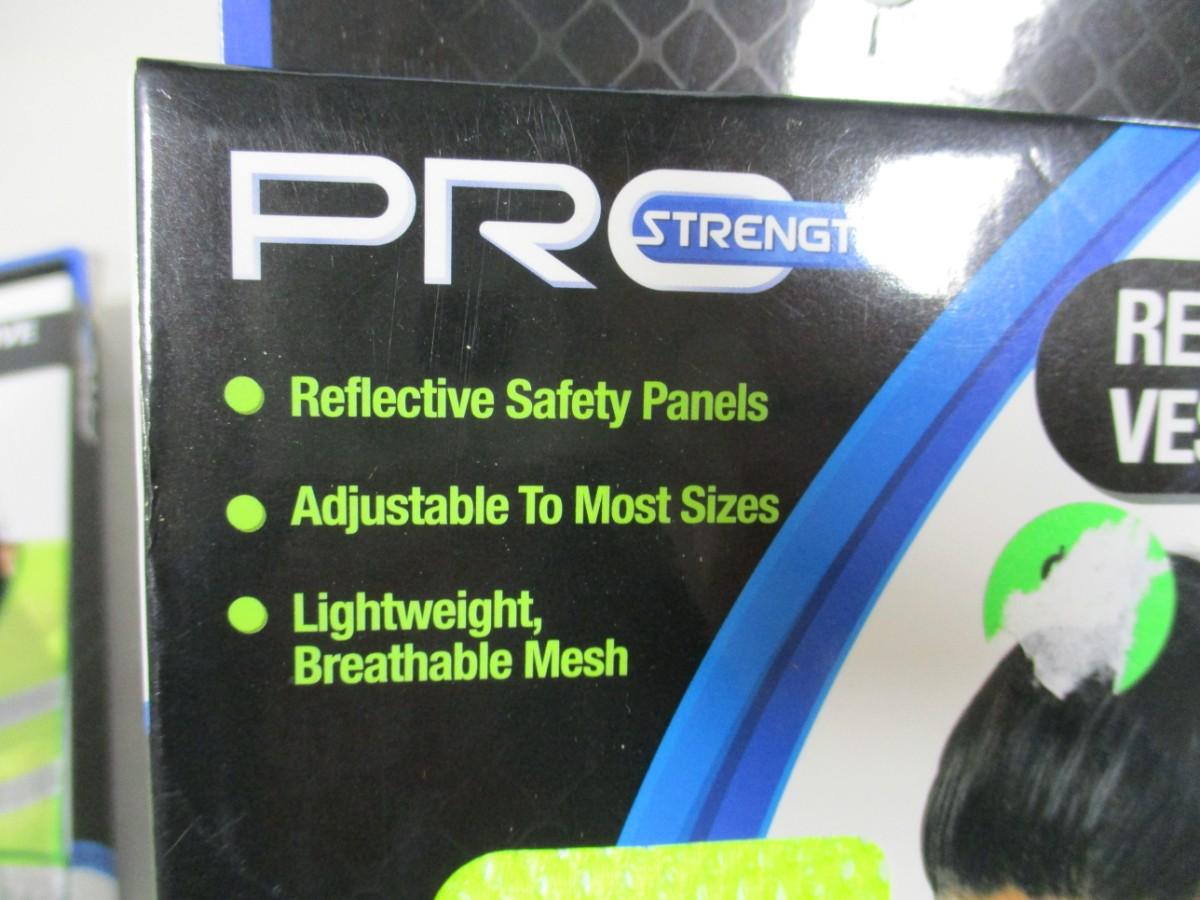 PRO
STRENGT
Reflective Safety Panels
Adjustable To Most Sizes
Lightweight,
Breathable Mesh
RE
VES